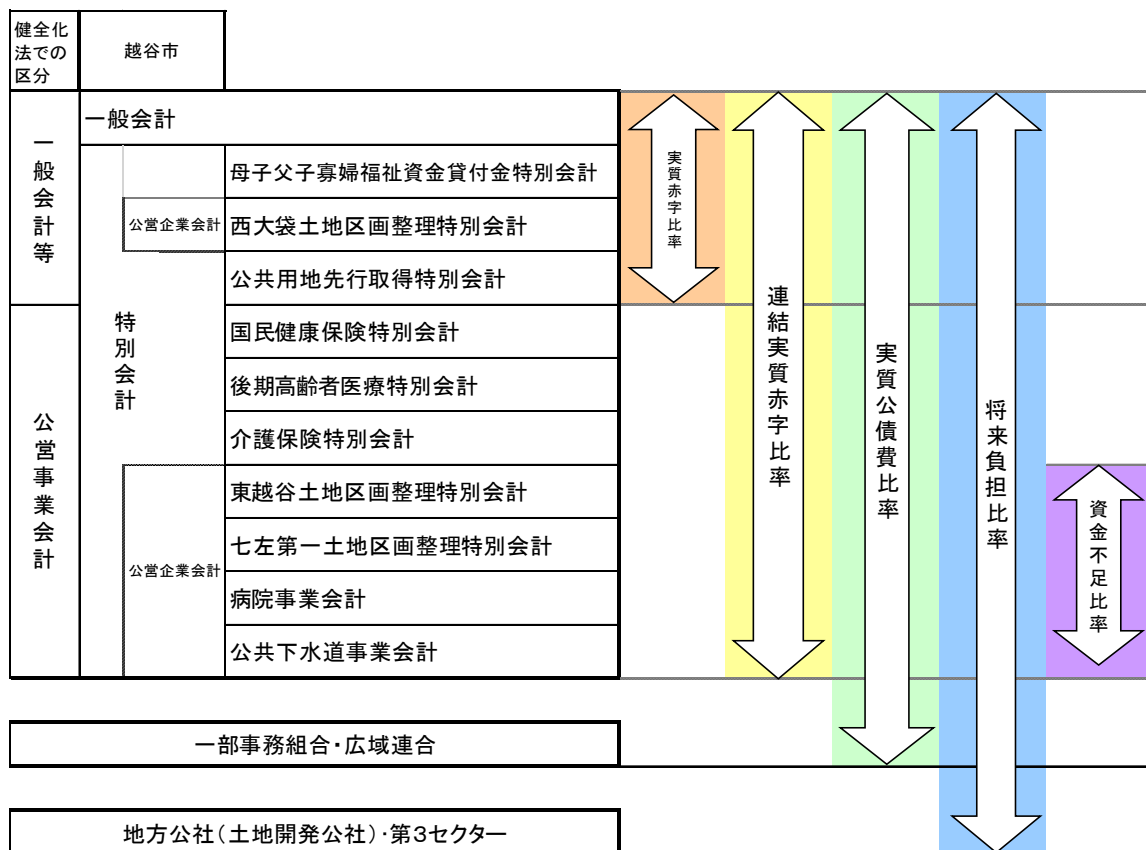 健全化
法での
区分
越谷市
一般会計等
一般会計
特別会計
母子父子寡婦福祉資金貸付金特別会計
公営企業会計
西大袋土地区画整理特別会計
公共用地先行取得特別会計
公営事業会計
国民健康保険特別会計
後期高齢者医療特別会計
介護保険特別会計
公営企業会計
東越谷土地区画整理特別会計
七左第一土地区画整理特別会計
病院事業会計
公共下水道事業会計
実質赤字比率
連結実質赤字比率
実質公債費比率
将来負担比率
資金不足比率
一部事務組合・広域連合
地方公社(土地開発公社)・第3セクター